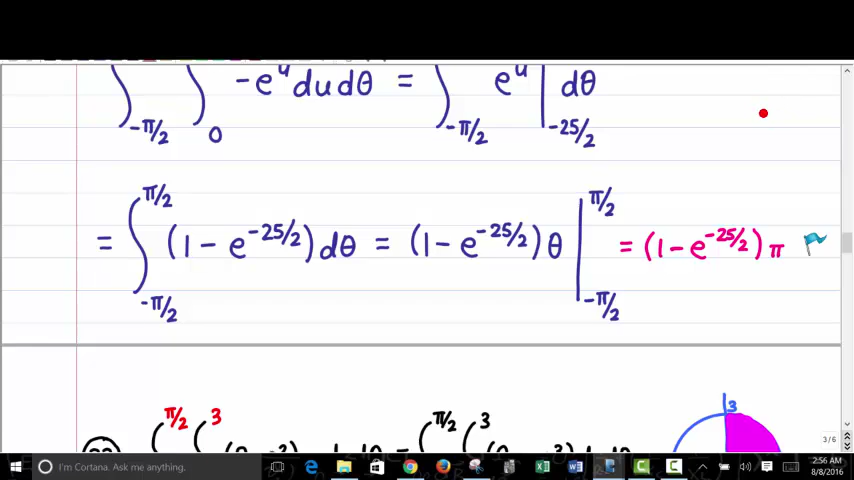 -e^u du dθ = e^u | dθ
-π/2 0 -π/2 -25/2
= ∫_{-π/2}^{π/2} (1 - e^{-25/2}) dθ = (1 - e^{-25/2}) θ |_{-π/2}^{π/2} = (1 - e^{-25/2}) π
π/2 3 π/2 3 3
3/6
I'm Cortana. Ask me anything.
2:56 AM
8/8/2016